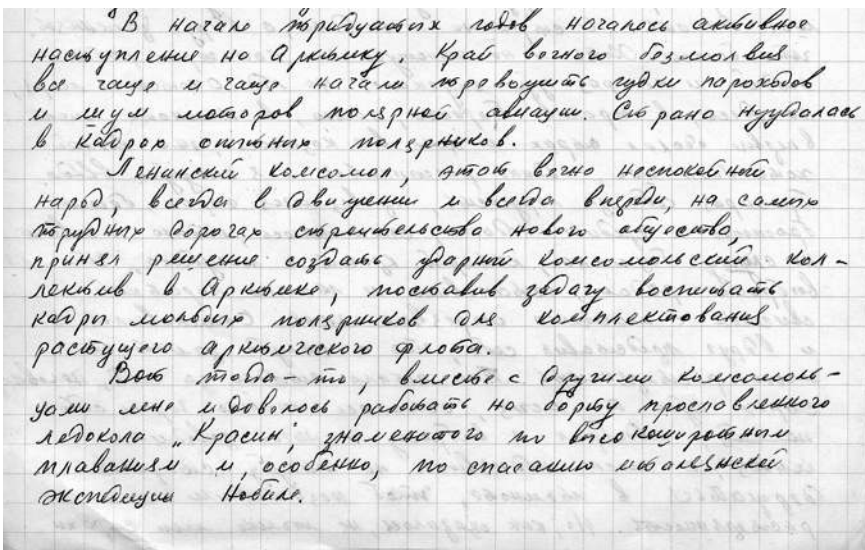 В начале тридцатых годов началось активное
наступление на Арктику. Край вечного безмолвия
все чаще и чаще начали тревожить гудки пароходов
и шум моторов полярной авиации. Страна нуждалась
в кадрах опытных полярников.
Ленинский комсомол, этот вечно неспокойный
народ, всегда в движении и всегда впереди, на самых
трудных дорогах строительства нового общества,
принял решение создать ударный комсомольский кол-
лектив в Арктике, поставив задачу воспитать
кадры молодых полярников для комплектования
растущего арктического флота.
Вот тогда-то, вместе с другими комсомоль-
цами мне и довелось работать на борту прославленного
ледокола „Красин", знаменитого по высокоширотным
плаваниям и, особенно, по спасанию итальянской
экспедиции Нобиле.